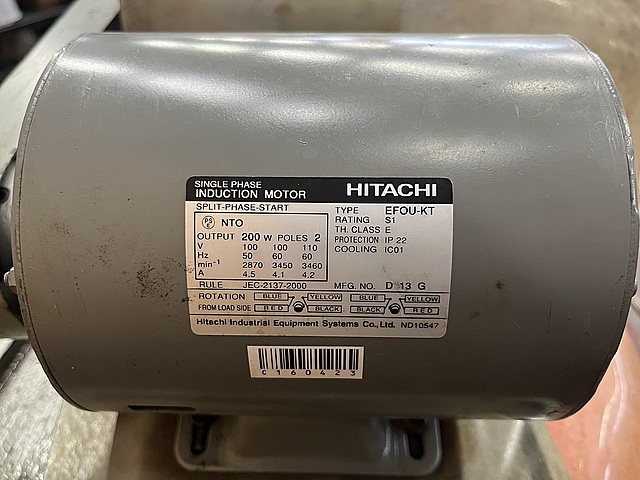 SINGLE PHASE
INDUCTION MOTOR HITACHI
SPLIT-PHASE-START TYPE EFOU-KT
PS E NTO RATING S1
OUTPUT 200 W POLES 2 TH. CLASS E
V 100 100 110 PROTECTION IP 22
Hz 50 60 60 COOLING IC01
min⁻¹ 2870 3450 3460
A 4.5 4.1 4.2
RULE JEC-2137-2000 MFG. NO. D 13 G
ROTATION BLUE YELLOW BLUE YELLOW
FROM LOAD SIDE RED BLACK BLACK RED
Hitachi Industrial Equipment Systems Co., Ltd. ND10547
C160423